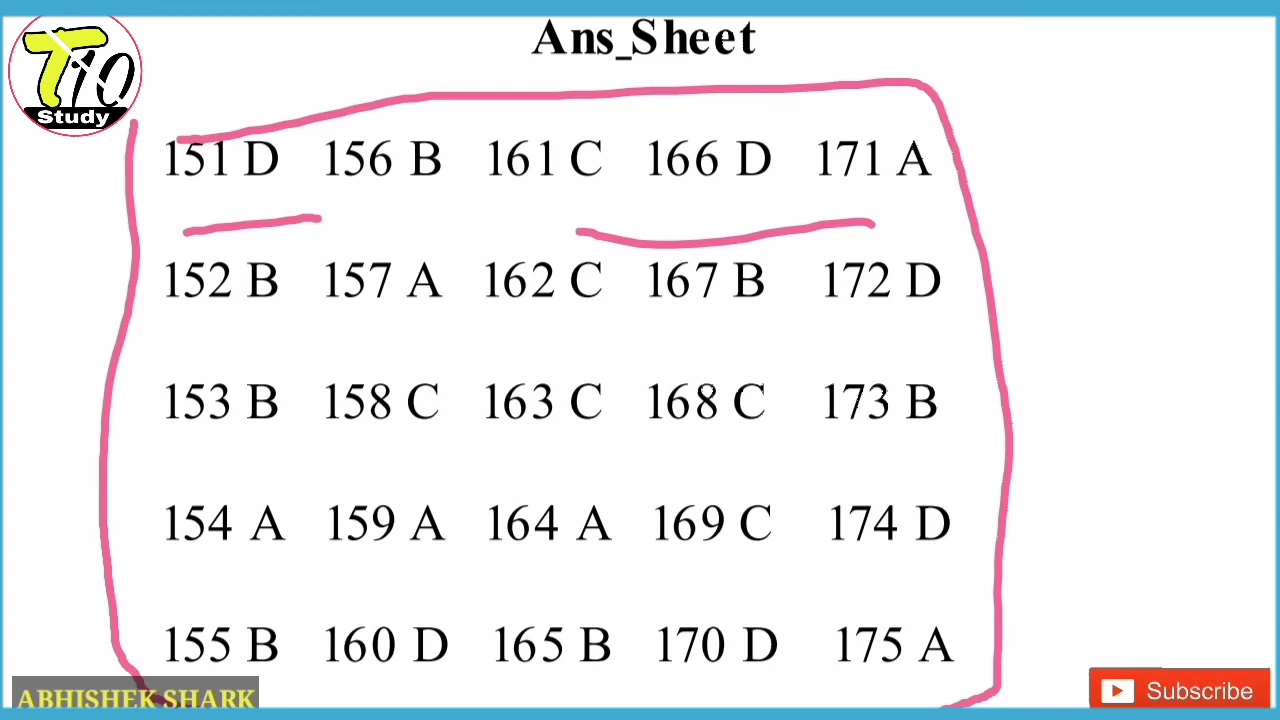 Ans_Sheet
T10
Study
151 D 156 B 161 C 166 D 171 A
152 B 157 A 162 C 167 B 172 D
153 B 158 C 163 C 168 C 173 B
154 A 159 A 164 A 169 C 174 D
155 B 160 D 165 B 170 D 175 A
ABHISHEK SHARK
Subscribe